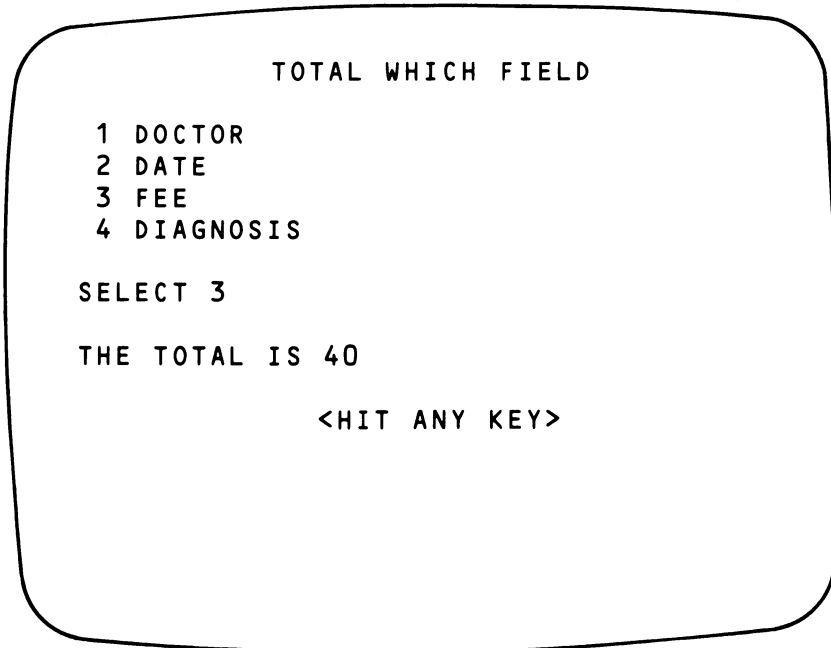 TOTAL WHICH FIELD
1 DOCTOR
2 DATE
3 FEE
4 DIAGNOSIS
SELECT 3
THE TOTAL IS 40
<HIT ANY KEY>